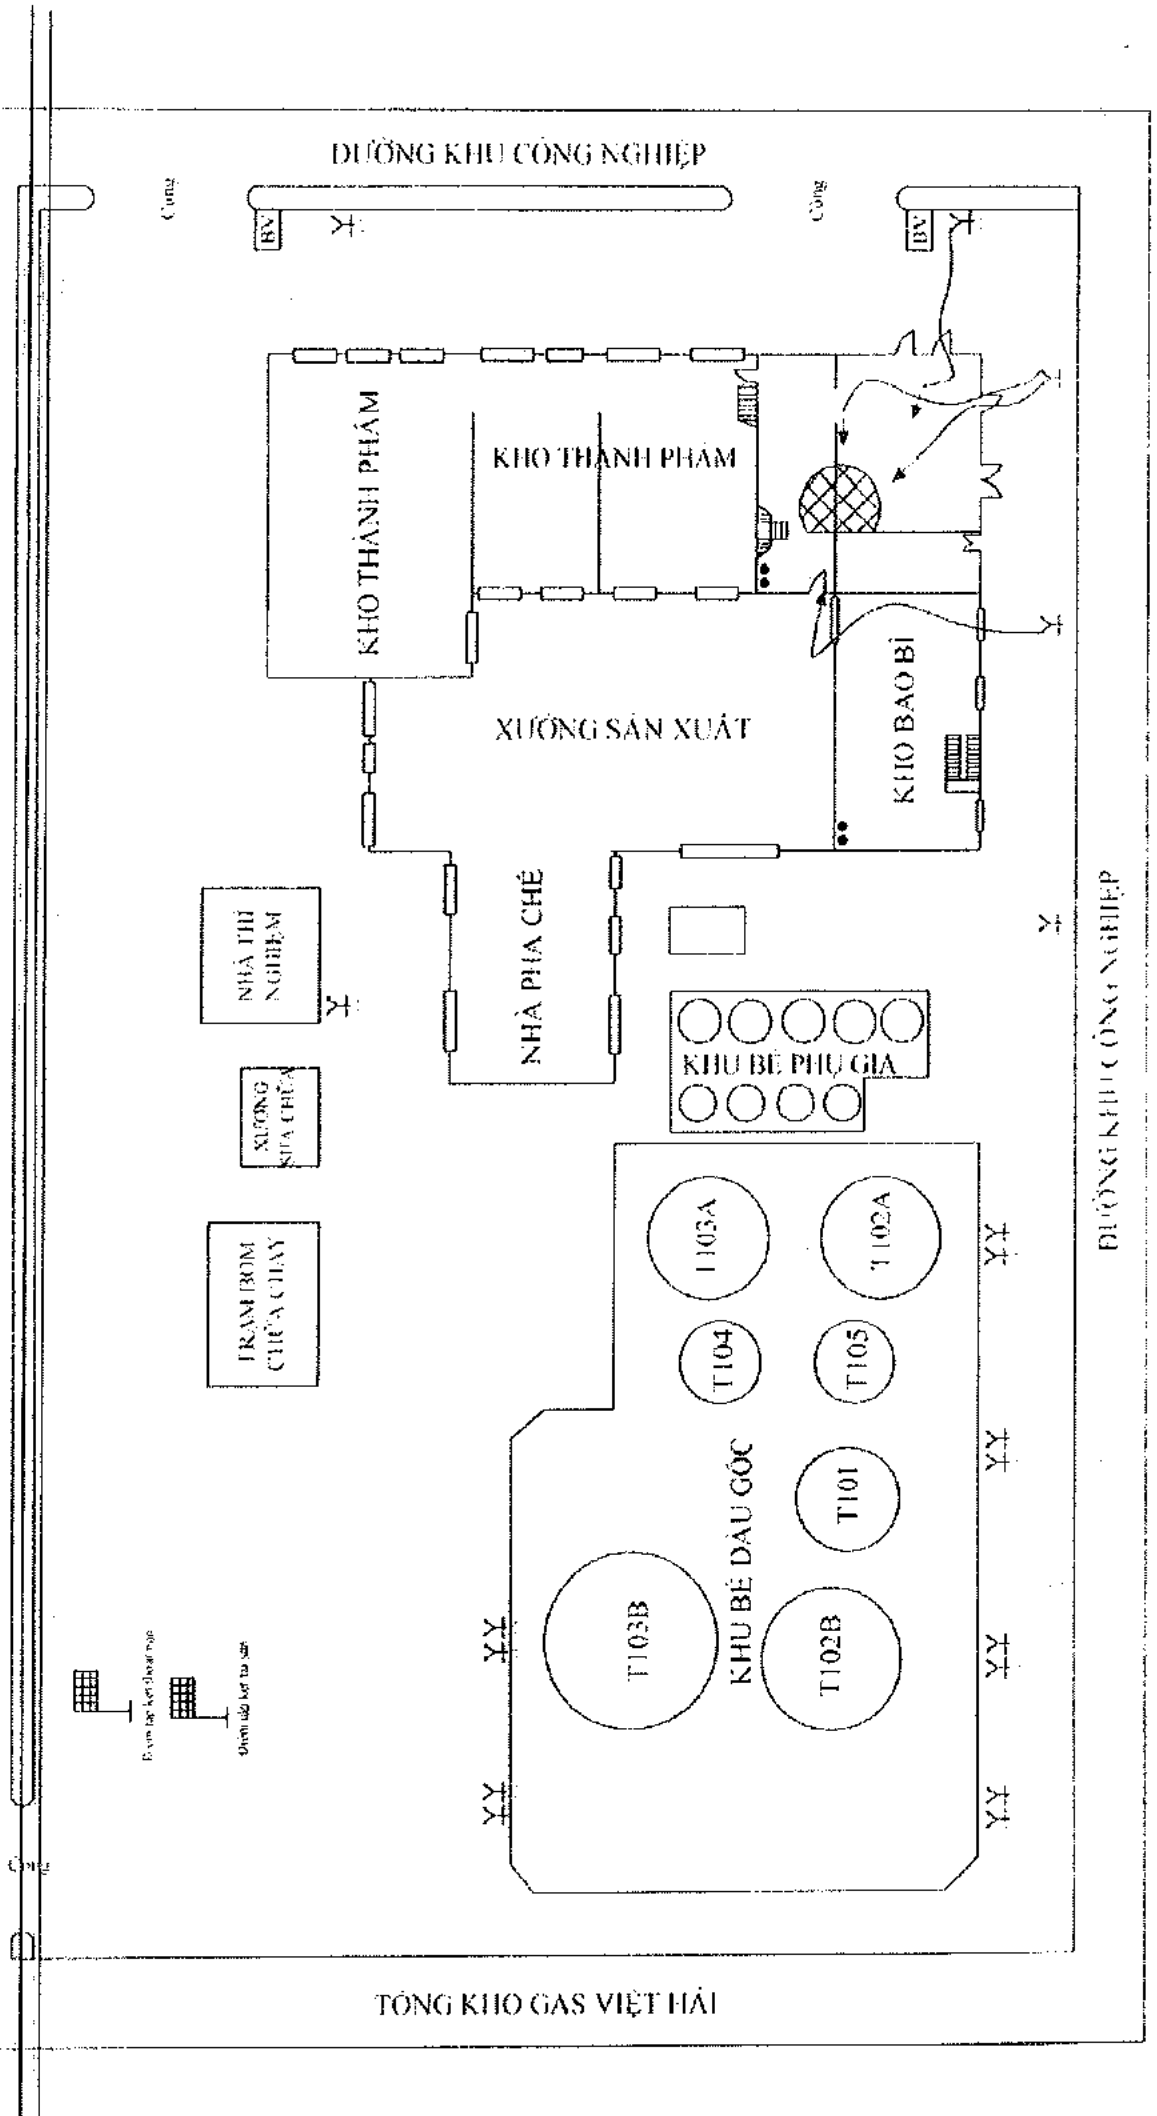 ĐƯỜNG KHU CÔNG NGHIỆP
Cổng
Cổng
BV
BV
KHO THÀNH PHẨM
KHO THÀNH PHẨM
XƯỞNG SẢN XUẤT
KHO BAO BÌ
NHÀ THÍ
NGHIỆM
NHÀ PHA CHẾ
XƯỞNG
SỬA CHỮA
KHU BỂ PHỤ GIA
ĐƯỜNG KHU CÔNG NGHIỆP
TRẠM BƠM
CHỮA CHÁY
T103A
T102A
T104
T105
T101
KHU BỂ DẦU GỐC
T103B
T102B
Cổng
TỔNG KHO GAS VIỆT HẢI